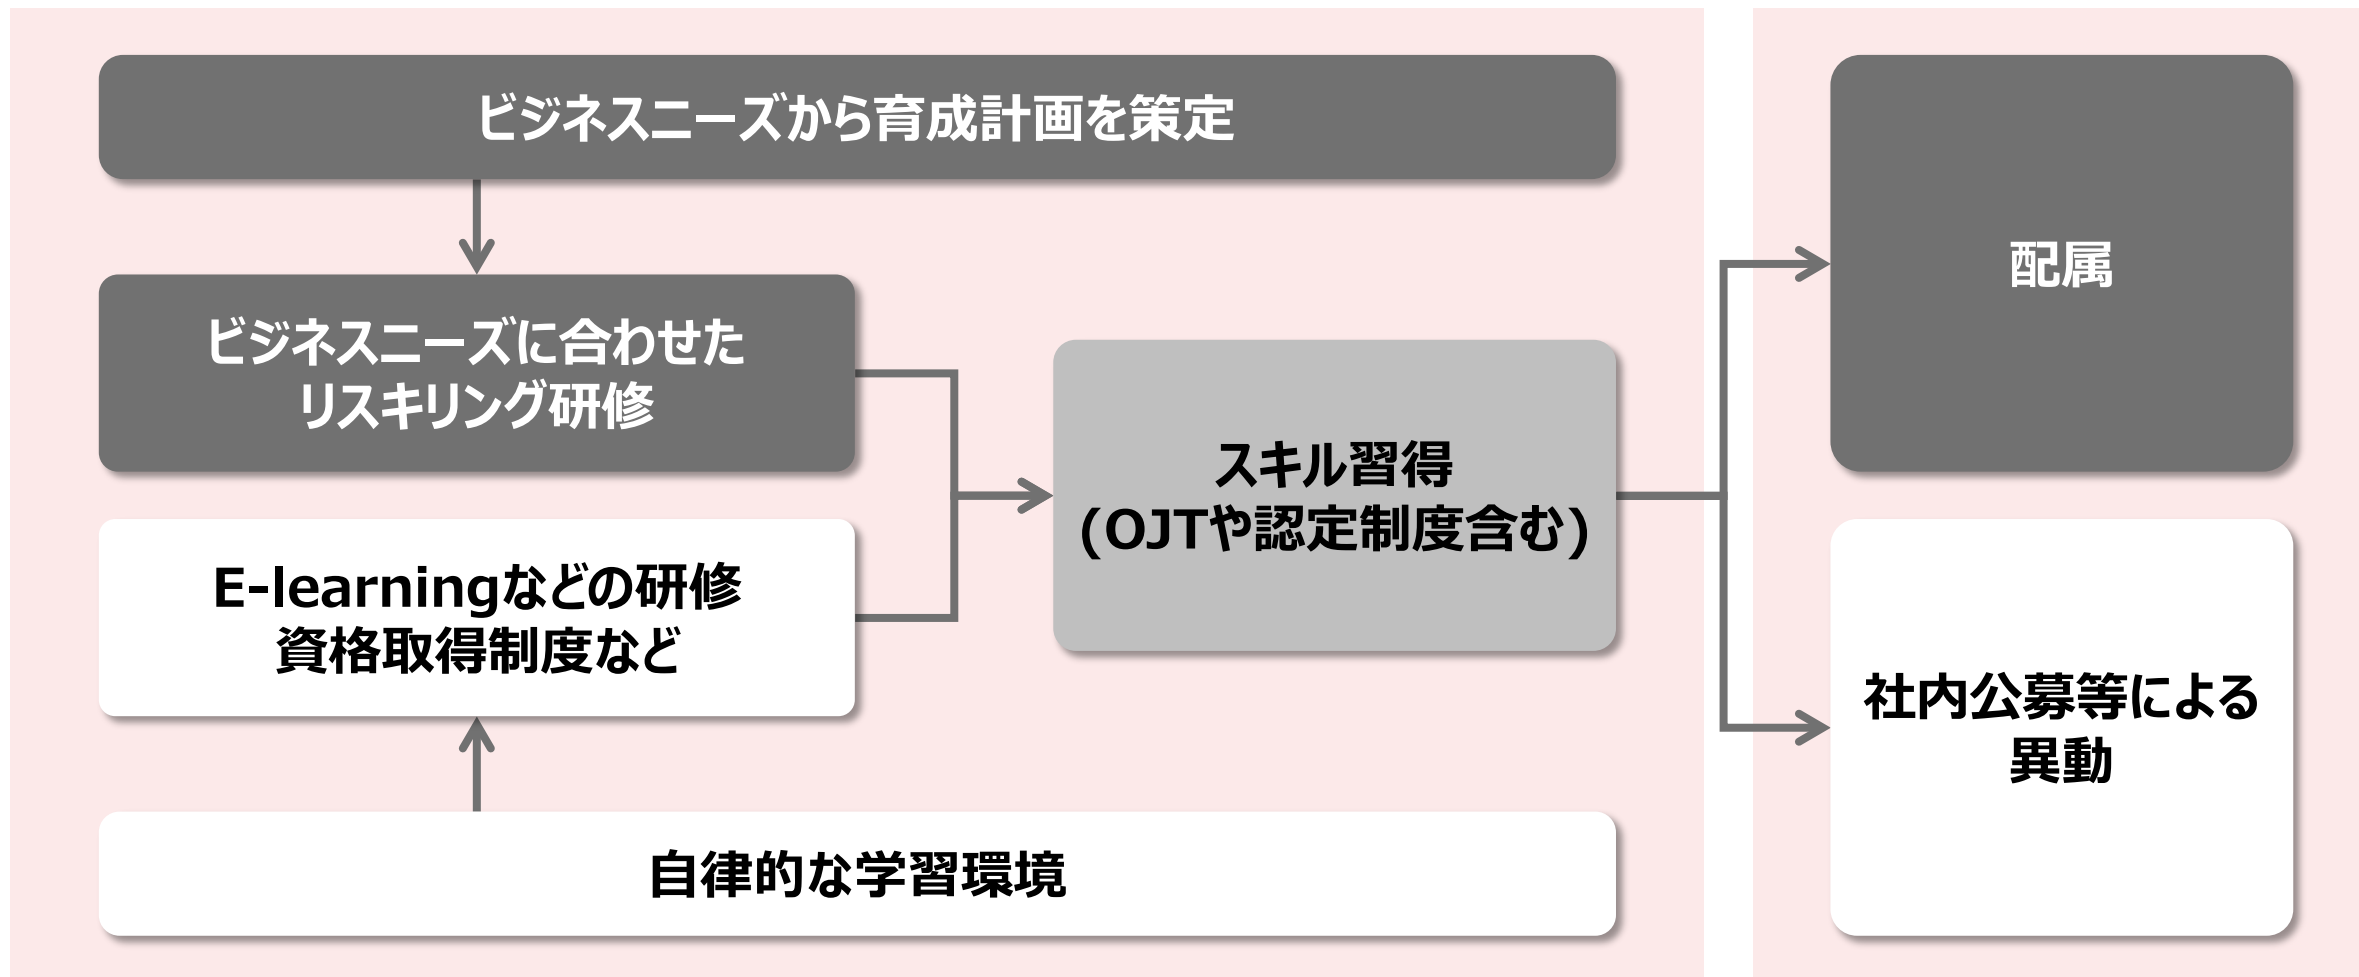 ビジネスニーズから育成計画を策定
ビジネスニーズに合わせた
リスキリング研修
E-learningなどの研修
資格取得制度など
自律的な学習環境
スキル習得
(OJTや認定制度含む)
配属
社内公募等による
異動